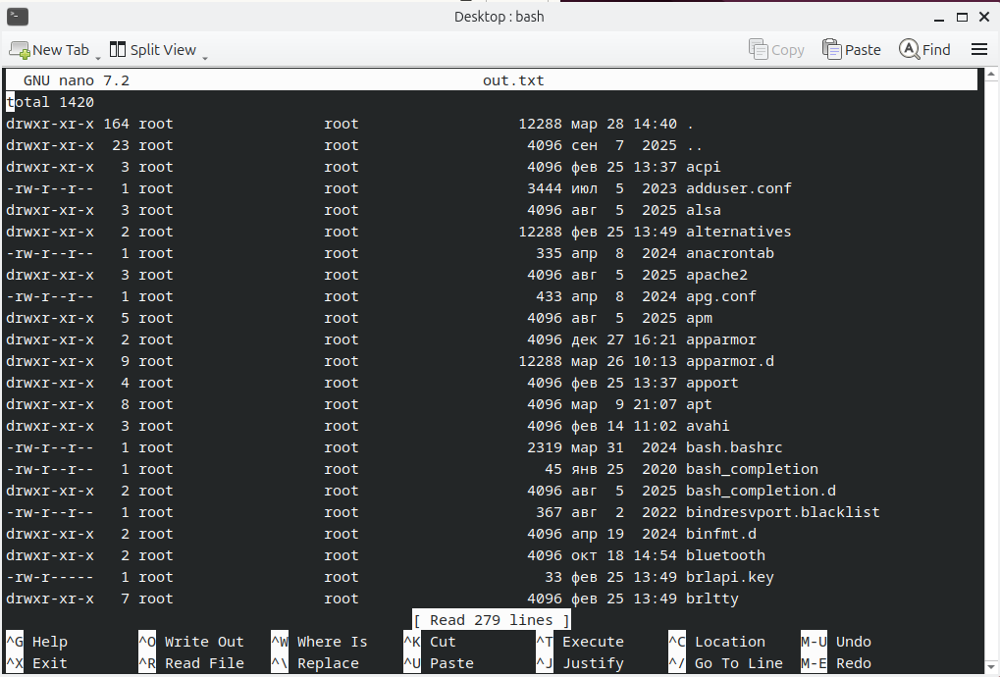 Desktop : bash
New Tab Split View Copy Paste Find
GNU nano 7.2 out.txt
total 1420
drwxr-xr-x 164 root root 12288 мар 28 14:40 .
drwxr-xr-x 23 root root 4096 сен 7 2025 ..
drwxr-xr-x 3 root root 4096 фев 25 13:37 acpi
-rw-r--r-- 1 root root 3444 июл 5 2023 adduser.conf
drwxr-xr-x 3 root root 4096 авг 5 2025 alsa
drwxr-xr-x 2 root root 12288 фев 25 13:49 alternatives
-rw-r--r-- 1 root root 335 апр 8 2024 anacrontab
drwxr-xr-x 3 root root 4096 авг 5 2025 apache2
-rw-r--r-- 1 root root 433 апр 8 2024 apg.conf
drwxr-xr-x 5 root root 4096 авг 5 2025 apm
drwxr-xr-x 2 root root 4096 дек 27 16:21 apparmor
drwxr-xr-x 9 root root 12288 мар 26 10:13 apparmor.d
drwxr-xr-x 4 root root 4096 фев 25 13:37 apport
drwxr-xr-x 8 root root 4096 мар 9 21:07 apt
drwxr-xr-x 3 root root 4096 фев 14 11:02 avahi
-rw-r--r-- 1 root root 2319 мар 31 2024 bash.bashrc
-rw-r--r-- 1 root root 45 янв 25 2020 bash_completion
drwxr-xr-x 2 root root 4096 авг 5 2025 bash_completion.d
-rw-r--r-- 1 root root 367 авг 2 2022 bindresvport.blacklist
drwxr-xr-x 2 root root 4096 апр 19 2024 binfmt.d
drwxr-xr-x 2 root root 4096 окт 18 14:54 bluetooth
-rw-r----- 1 root root 33 фев 25 13:49 brlapi.key
drwxr-xr-x 7 root root 4096 фев 25 13:49 brltty
[ Read 279 lines ]
^G Help ^O Write Out ^W Where Is ^K Cut ^T Execute ^C Location M-U Undo
^X Exit ^R Read File ^\ Replace ^U Paste ^J Justify ^/ Go To Line M-E Redo